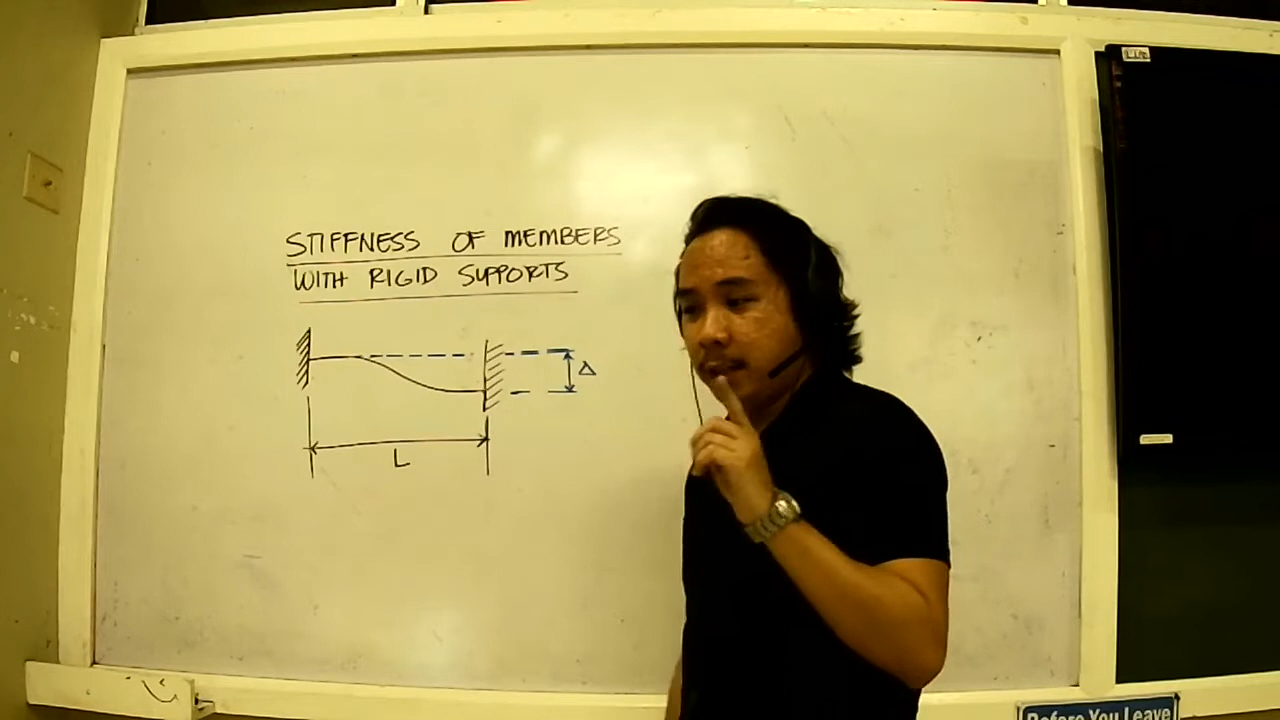 STIFFNESS OF MEMBERS
WITH RIGID SUPPORTS
Δ
L
Before You Leave